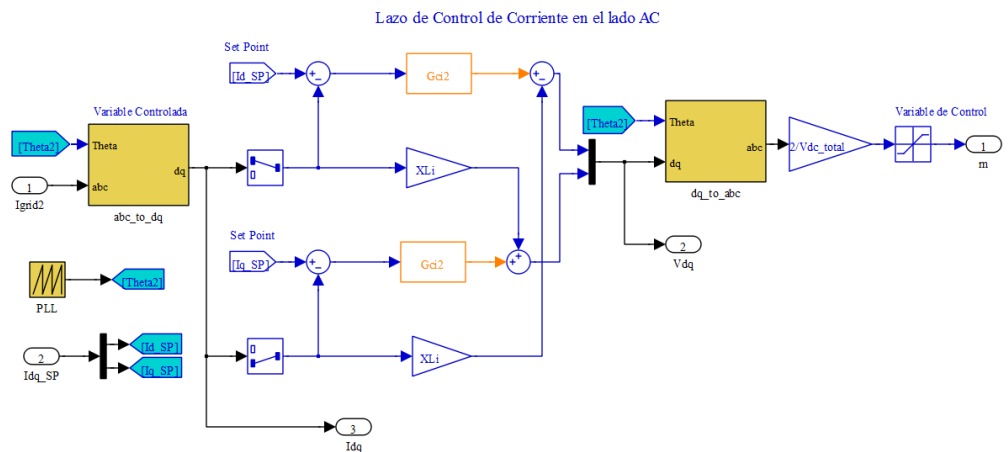 Lazo de Control de Corriente en el lado AC
Set Point
[Id_SP]
+
-
Gci2
+
-
Variable Controlada
[Theta2]
Theta
abc
dq
1
Igrid2
abc_to_dq
XLi
[Theta2]
Theta
dq
abc
dq_to_abc
2/Vdc_total
Variable de Control
1
m
Set Point
[Iq_SP]
+
-
Gci2
+
+
2
Vdq
PLL
[Theta2]
2
Idq_SP
[Id_SP]
[Iq_SP]
XLi
3
Idq